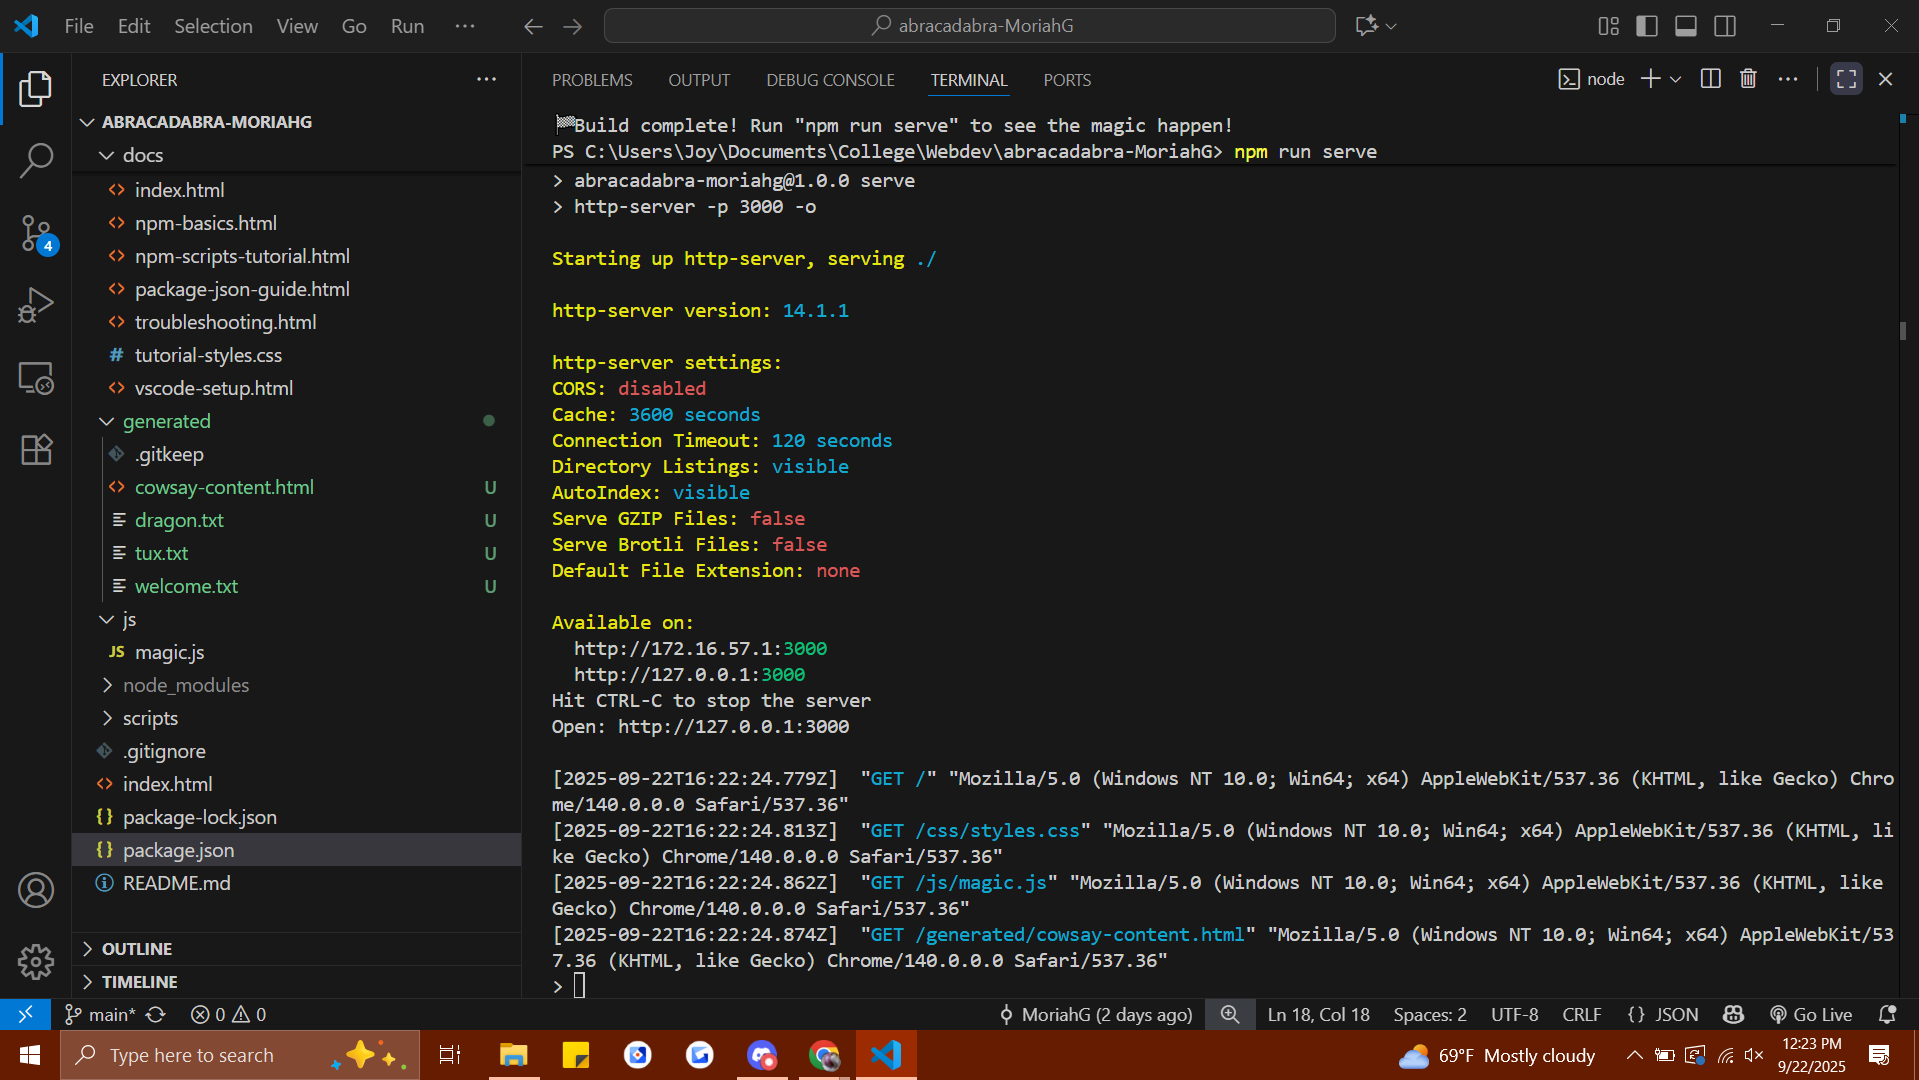 File Edit Selection View Go Run ··· abracadabra-MoriahG
EXPLORER
ABRACADABRA-MORIAHG
docs
index.html
npm-basics.html
npm-scripts-tutorial.html
package-json-guide.html
troubleshooting.html
# tutorial-styles.css
vscode-setup.html
generated
.gitkeep
cowsay-content.html U
dragon.txt U
tux.txt U
welcome.txt U
js
JS magic.js
node_modules
scripts
.gitignore
index.html
{} package-lock.json
{} package.json
README.md
OUTLINE
TIMELINE
4
PROBLEMS OUTPUT DEBUG CONSOLE TERMINAL PORTS node
Build complete! Run "npm run serve" to see the magic happen!
PS C:\Users\Joy\Documents\College\Webdev\abracadabra-MoriahG> npm run serve
> abracadabra-moriahg@1.0.0 serve
> http-server -p 3000 -o
Starting up http-server, serving ./
http-server version: 14.1.1
http-server settings:
CORS: disabled
Cache: 3600 seconds
Connection Timeout: 120 seconds
Directory Listings: visible
AutoIndex: visible
Serve GZIP Files: false
Serve Brotli Files: false
Default File Extension: none
Available on:
http://172.16.57.1:3000
http://127.0.0.1:3000
Hit CTRL-C to stop the server
Open: http://127.0.0.1:3000
[2025-09-22T16:22:24.779Z] "GET /" "Mozilla/5.0 (Windows NT 10.0; Win64; x64) AppleWebKit/537.36 (KHTML, like Gecko) Chro
me/140.0.0.0 Safari/537.36"
[2025-09-22T16:22:24.813Z] "GET /css/styles.css" "Mozilla/5.0 (Windows NT 10.0; Win64; x64) AppleWebKit/537.36 (KHTML, li
ke Gecko) Chrome/140.0.0.0 Safari/537.36"
[2025-09-22T16:22:24.862Z] "GET /js/magic.js" "Mozilla/5.0 (Windows NT 10.0; Win64; x64) AppleWebKit/537.36 (KHTML, like
Gecko) Chrome/140.0.0.0 Safari/537.36"
[2025-09-22T16:22:24.874Z] "GET /generated/cowsay-content.html" "Mozilla/5.0 (Windows NT 10.0; Win64; x64) AppleWebKit/53
7.36 (KHTML, like Gecko) Chrome/140.0.0.0 Safari/537.36"
>
main* 0 0 MoriahG (2 days ago) Ln 18, Col 18 Spaces: 2 UTF-8 CRLF {} JSON Go Live
Type here to search 69°F Mostly cloudy 12:23 PM
9/22/2025